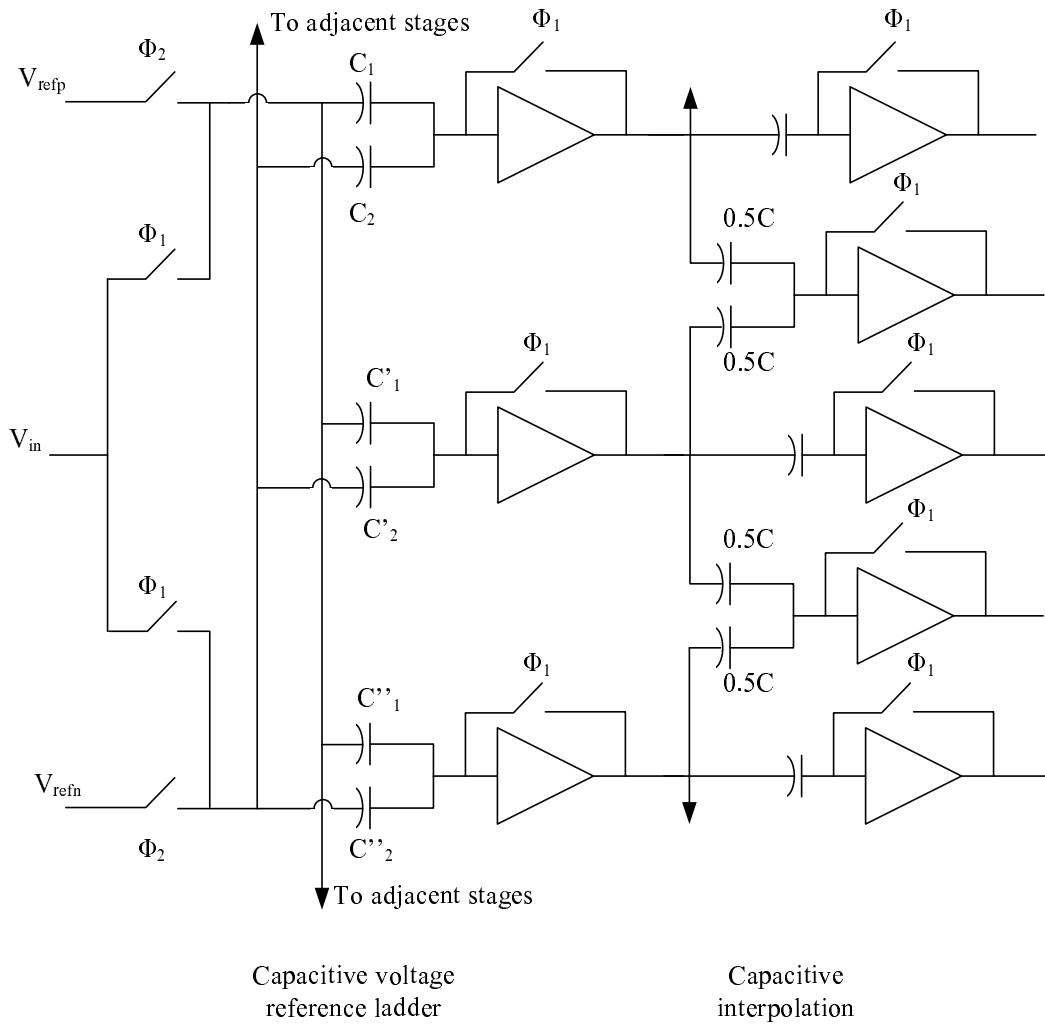 To adjacent stages
Φ1
Φ1
Φ2
C1
Vrefp
Φ1
C2
0.5C
Φ1
0.5C
Φ1
Φ1
C'1
Vin
C'2
Φ1
0.5C
Φ1
0.5C
Φ1
Φ1
C''1
Vrefn
Φ2
C''2
To adjacent stages
Capacitive voltage
reference ladder
Capacitive
interpolation